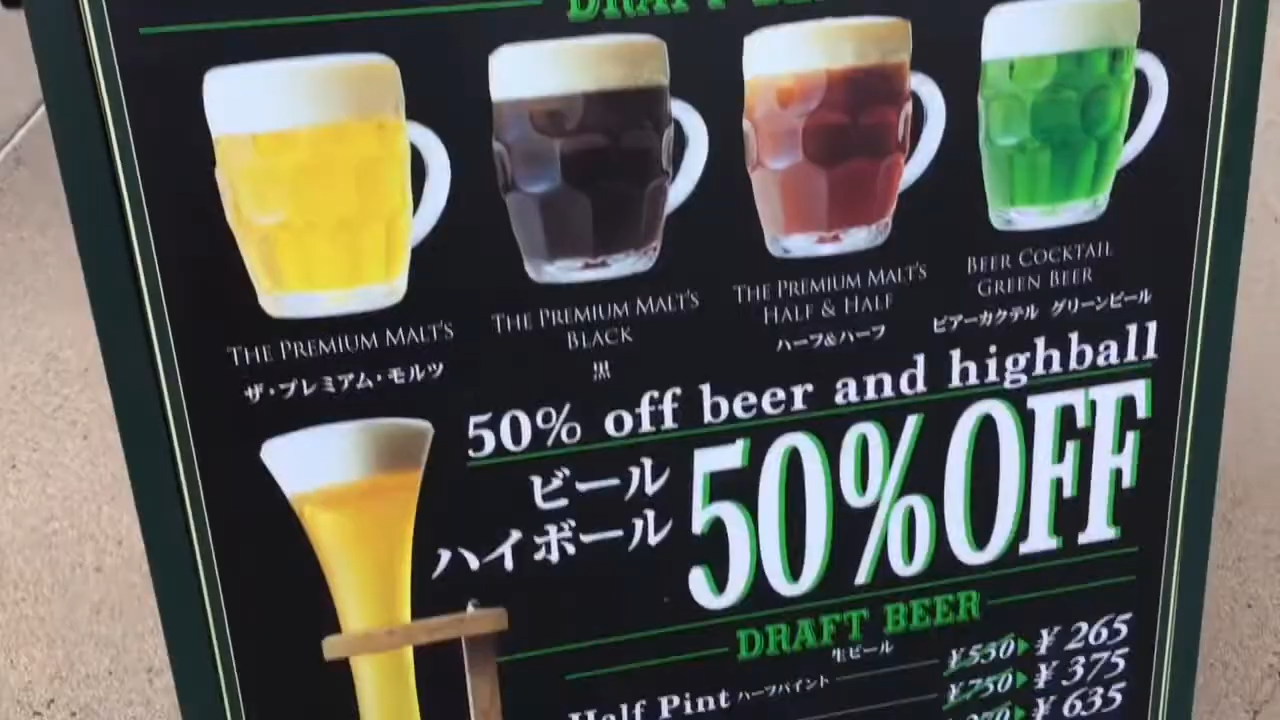 DRAFT
THE PREMIUM MALT'S
ザ・プレミアム・モルツ
THE PREMIUM MALT'S
BLACK
黒
THE PREMIUM MALT'S
HALF & HALF
ハーフ&ハーフ
BEER COCKTAIL
GREEN BEER
ビアーカクテル グリーンビール
50% off beer and highball
ビール
ハイボール
50%OFF
DRAFT BEER
生ビール
¥530 ¥265
Half Pint ハーフパイント ¥750 ¥375
¥635